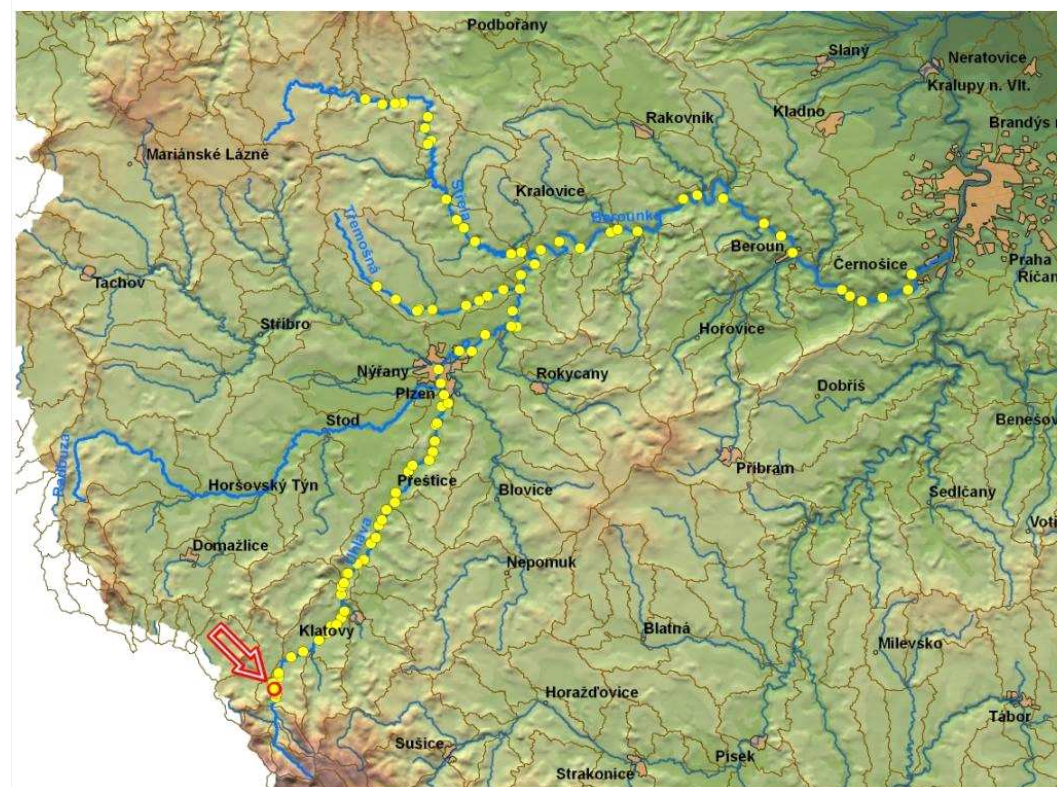 Podbořany
Slaný
Neratovice
Kralupy n. Vlt.
Kladno
Rakovník
Brandýs n
Mariánské Lázně
Střela
Kralovice
Berounka
Třemošná
Beroun
Černošice
Praha
Říčan
Tachov
Stříbro
Hořovice
Nýřany
Rokycany
Dobříš
Plzeň
Stod
Benešov
Radbuza
Přeštice
Příbram
Horšovský Týn
Blovice
Sedlčany
Voti
Úhlava
Domažlice
Nepomuk
Klatovy
Blatná
Milevsko
Horažďovice
Tábor
Sušice
Písek
Strakonice